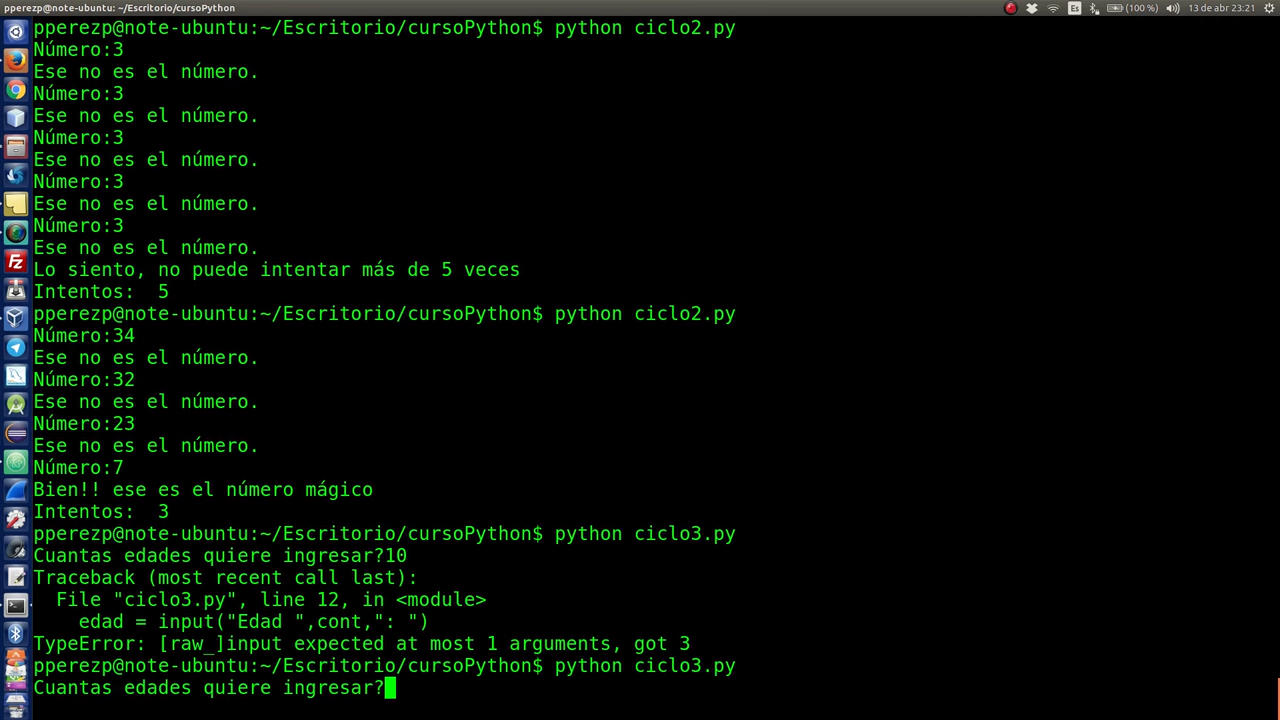 pperezp@note-ubuntu: ~/Escritorio/cursoPython
Es
(100 %)
13 de abr 23:21
pperezp@note-ubuntu:~/Escritorio/cursoPython$ python ciclo2.py
Número:3
Ese no es el número.
Número:3
Ese no es el número.
Número:3
Ese no es el número.
Número:3
Ese no es el número.
Número:3
Ese no es el número.
Lo siento, no puede intentar más de 5 veces
Intentos:  5
pperezp@note-ubuntu:~/Escritorio/cursoPython$ python ciclo2.py
Número:34
Ese no es el número.
Número:32
Ese no es el número.
Número:23
Ese no es el número.
Número:7
Bien!! ese es el número mágico
Intentos:  3
pperezp@note-ubuntu:~/Escritorio/cursoPython$ python ciclo3.py
Cuantas edades quiere ingresar?10
Traceback (most recent call last):
  File "ciclo3.py", line 12, in <module>
    edad = input("Edad ",cont,": ")
TypeError: [raw_]input expected at most 1 arguments, got 3
pperezp@note-ubuntu:~/Escritorio/cursoPython$ python ciclo3.py
Cuantas edades quiere ingresar?
Fz